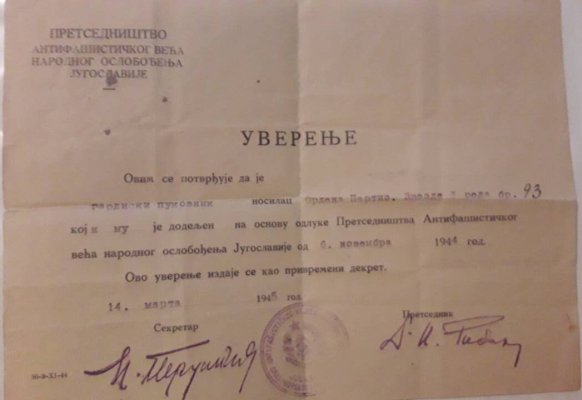 ПРЕТСЕДНИШТВО
АНТИФАШИСТИЧКОГ ВЕЋА
НАРОДНОГ ОСЛОБОЂЕЊА
ЈУГОСЛАВИЈЕ
УВЕРЕЊЕ
Овим се потврђује да је
гардиски пуковник носилац Ордена Партиз. Звезде I реда бр. 93
који му је додељен на основу одлуке Претседништва Антифашистичког
већа народног ослобођења Југославије од 6. новембра 1944 год.
Ово уверење издаје се као привремени декрет.
14. марта 1945 год
Секретар Претседник